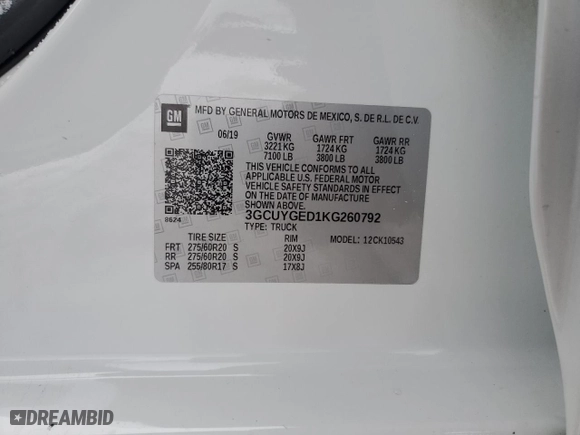 GM
MFD BY GENERAL MOTORS DE MEXICO, S. DE R.L. DE C.V.
06/19 GVWR GAWR FRT GAWR RR
3221 KG 1724 KG 1724 KG
7100 LB 3800 LB 3800 LB
THIS VEHICLE CONFORMS TO ALL
APPLICABLE U.S. FEDERAL MOTOR
VEHICLE SAFETY STANDARDS IN EFFECT
ON THE DATE OF MANUFACTURE
SHOWN ABOVE.
8624 3GCUYGED1KG260792
TYPE: TRUCK
TIRE SIZE RIM MODEL: 12CK10543
FRT 275/60R20 S 20X9J
RR 275/60R20 S 20X9J
SPA 255/80R17 S 17X8J
DREAMBID